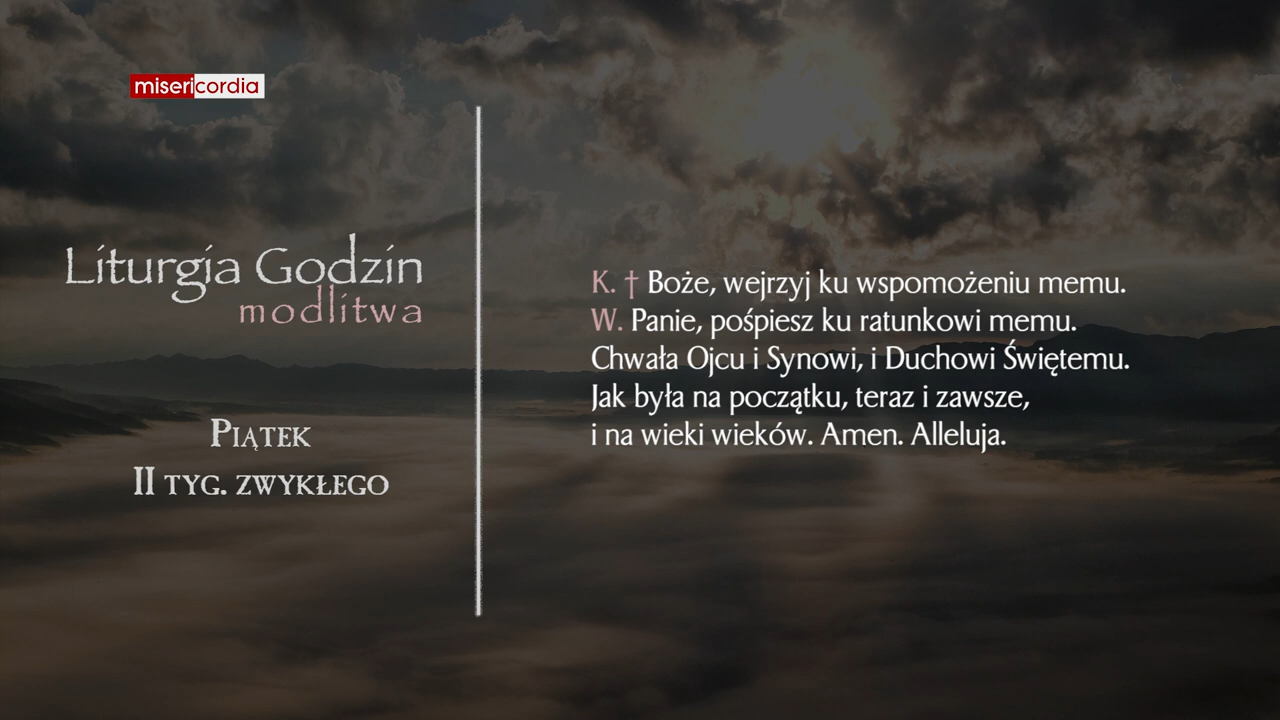 misericordia
Liturgia Godzin
modlitwa
Piątek
II tyg. zwykłego
K. † Boże, wejrzyj ku wspomożeniu memu.
W. Panie, pośpiesz ku ratunkowi memu.
Chwała Ojcu i Synowi, i Duchowi Świętemu.
Jak była na początku, teraz i zawsze,
i na wieki wieków. Amen. Alleluja.